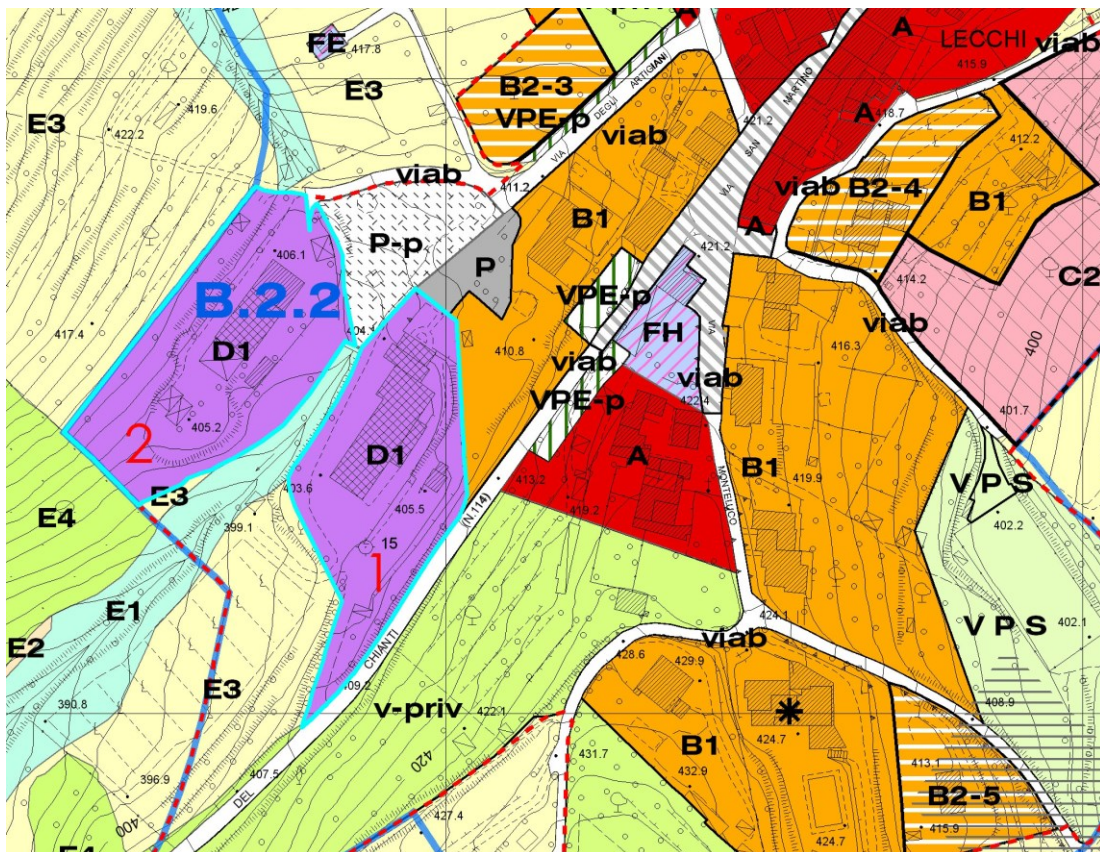 FE
417.8
A
A
LECCHI
415.9
viab
E3
419.6
E3
422.2
B2-3
VPE-p
VIA DEGLI ARTIGIANI
viab
421.2
VIA SAN MARTINO
A
418.7
412.2
viab
411.2
viab
B2-4
B1
B1
P-p
P
A
406.1
421.2
414.2
C2
B.2.2
VPE-p
viab
400
417.4
D1
410.8
FH
416.3
viab
VIA
viab
422.4
VPE-p
401.7
2
405.2
D1
A
B1
E3
413.2
419.9
V P S
E4
399.1
405.5
(N.114)
419.2
MONTELUCO
402.2
15
1
E1
424.1
E2
CHIANTI
viab
V P S
402.1
E3
428.6
429.9
390.8
v-priv
422.1
408.9
424.7
B1
420
431.7
413.1
407.5
432.9
396.9
DEL
B2-5
400
427.4
424.7
415.9